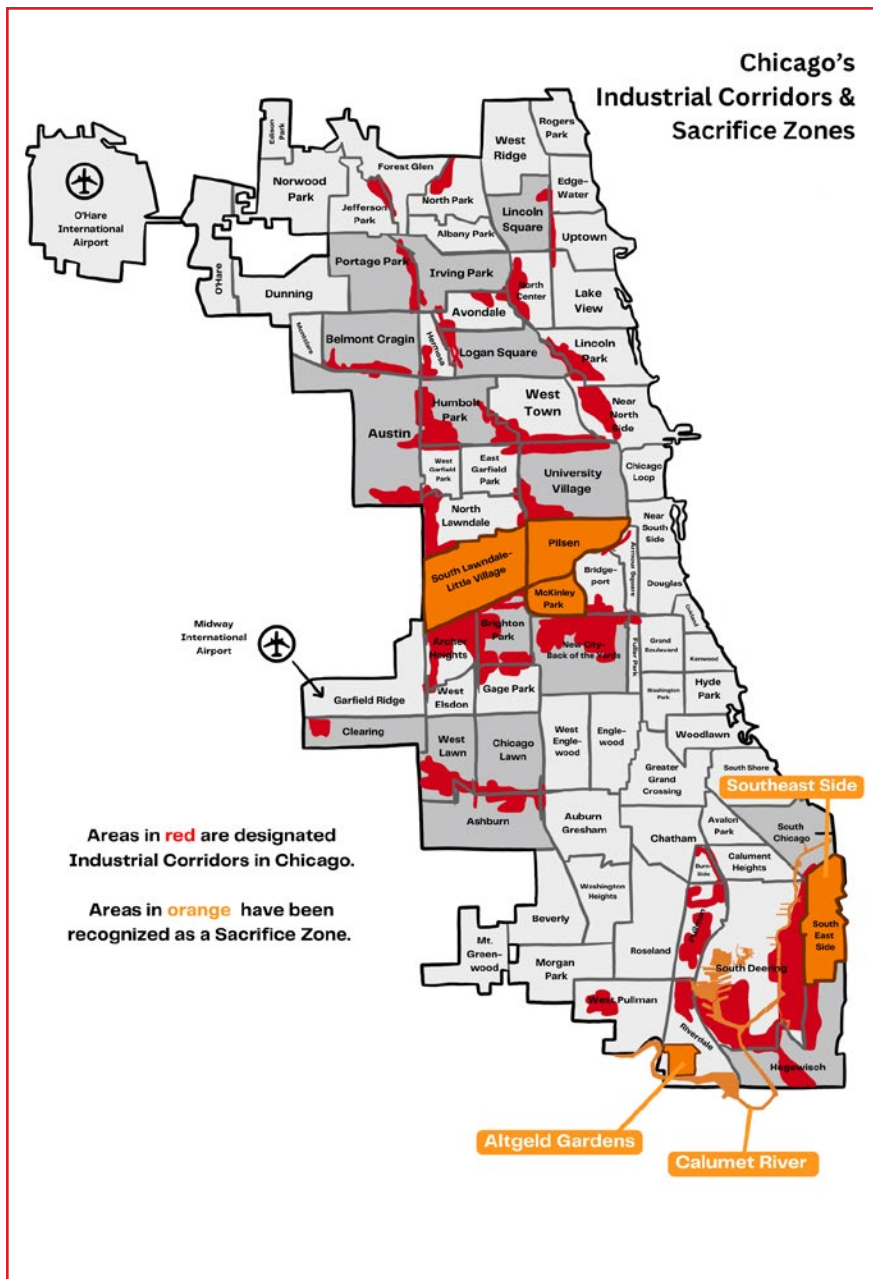 Chicago's
Industrial Corridors &
Sacrifice Zones
Edison
Park
Rogers
Park
West
Ridge
Forest Glen
Norwood
Park
Edge-
Water
O'Hare
International
Airport
Jefferson
Park
North Park
Lincoln
Square
Albany Park
Uptown
Portage Park
Irving Park
O'Hare
Dunning
North
Center
Lake
View
Avondale
Montclare
Belmont Cragin
Hermosa
Logan Square
Lincoln
Park
Humbolt
Park
West
Town
Near
North
Side
Austin
West
Garfield
Park
East
Garfield
Park
University
Village
Chicago
Loop
North
Lawndale
Near
South
Side
Pilsen
South Lawndale-
Little Village
Bridge-
port
Armour Square
Douglas
McKinley
Park
Oakland
Midway
International
Airport
Archer
Heights
Brighton
Park
New City-
Back of the Yards
Fuller Park
Grand
Boulevard
Kenwood
Garfield Ridge
West
Elsdon
Gage Park
Washington
Park
Hyde
Park
Clearing
West
Lawn
Chicago
Lawn
West
Engle-
wood
Engle-
wood
Woodlawn
Greater
Grand
Crossing
South Shore
Southeast Side
Areas in red are designated
Industrial Corridors in Chicago.
Ashburn
Auburn
Gresham
Chatham
Avalon
Park
South
Chicago
Calument
Heights
Burn-
Side
Areas in orange have been
recognized as a Sacrifice Zone.
Washington
Heights
Beverly
Pullman
South
East
Side
Mt.
Green-
wood
Morgan
Park
Roseland
South Deering
West Pullman
Riverdale
Hegewisch
Altgeld Gardens
Calumet River